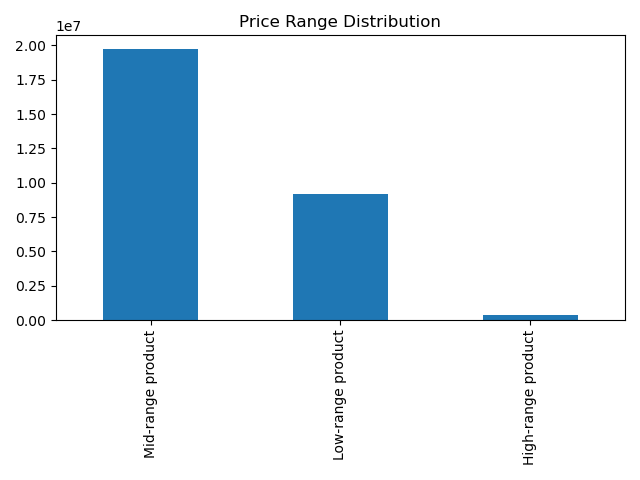 Price Range Distribution
1e7
2.00
1.75
1.50
1.25
1.00
0.75
0.50
0.25
0.00
Mid-range product
Low-range product
High-range product